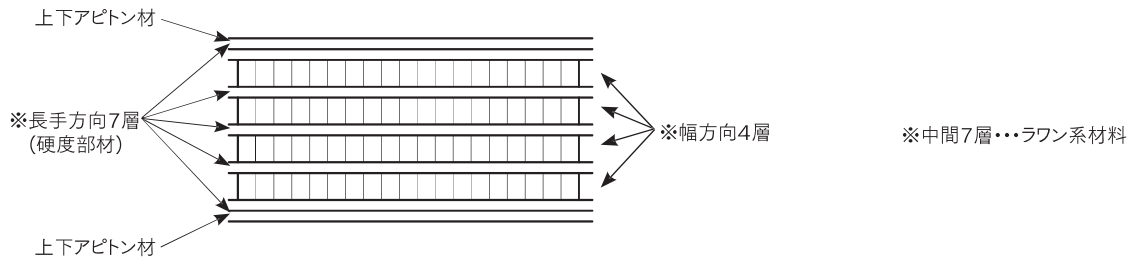 上下アピトン材
※長手方向7層
(硬度部材)
※幅方向4層
※中間7層･･･ラワン系材料
上下アピトン材